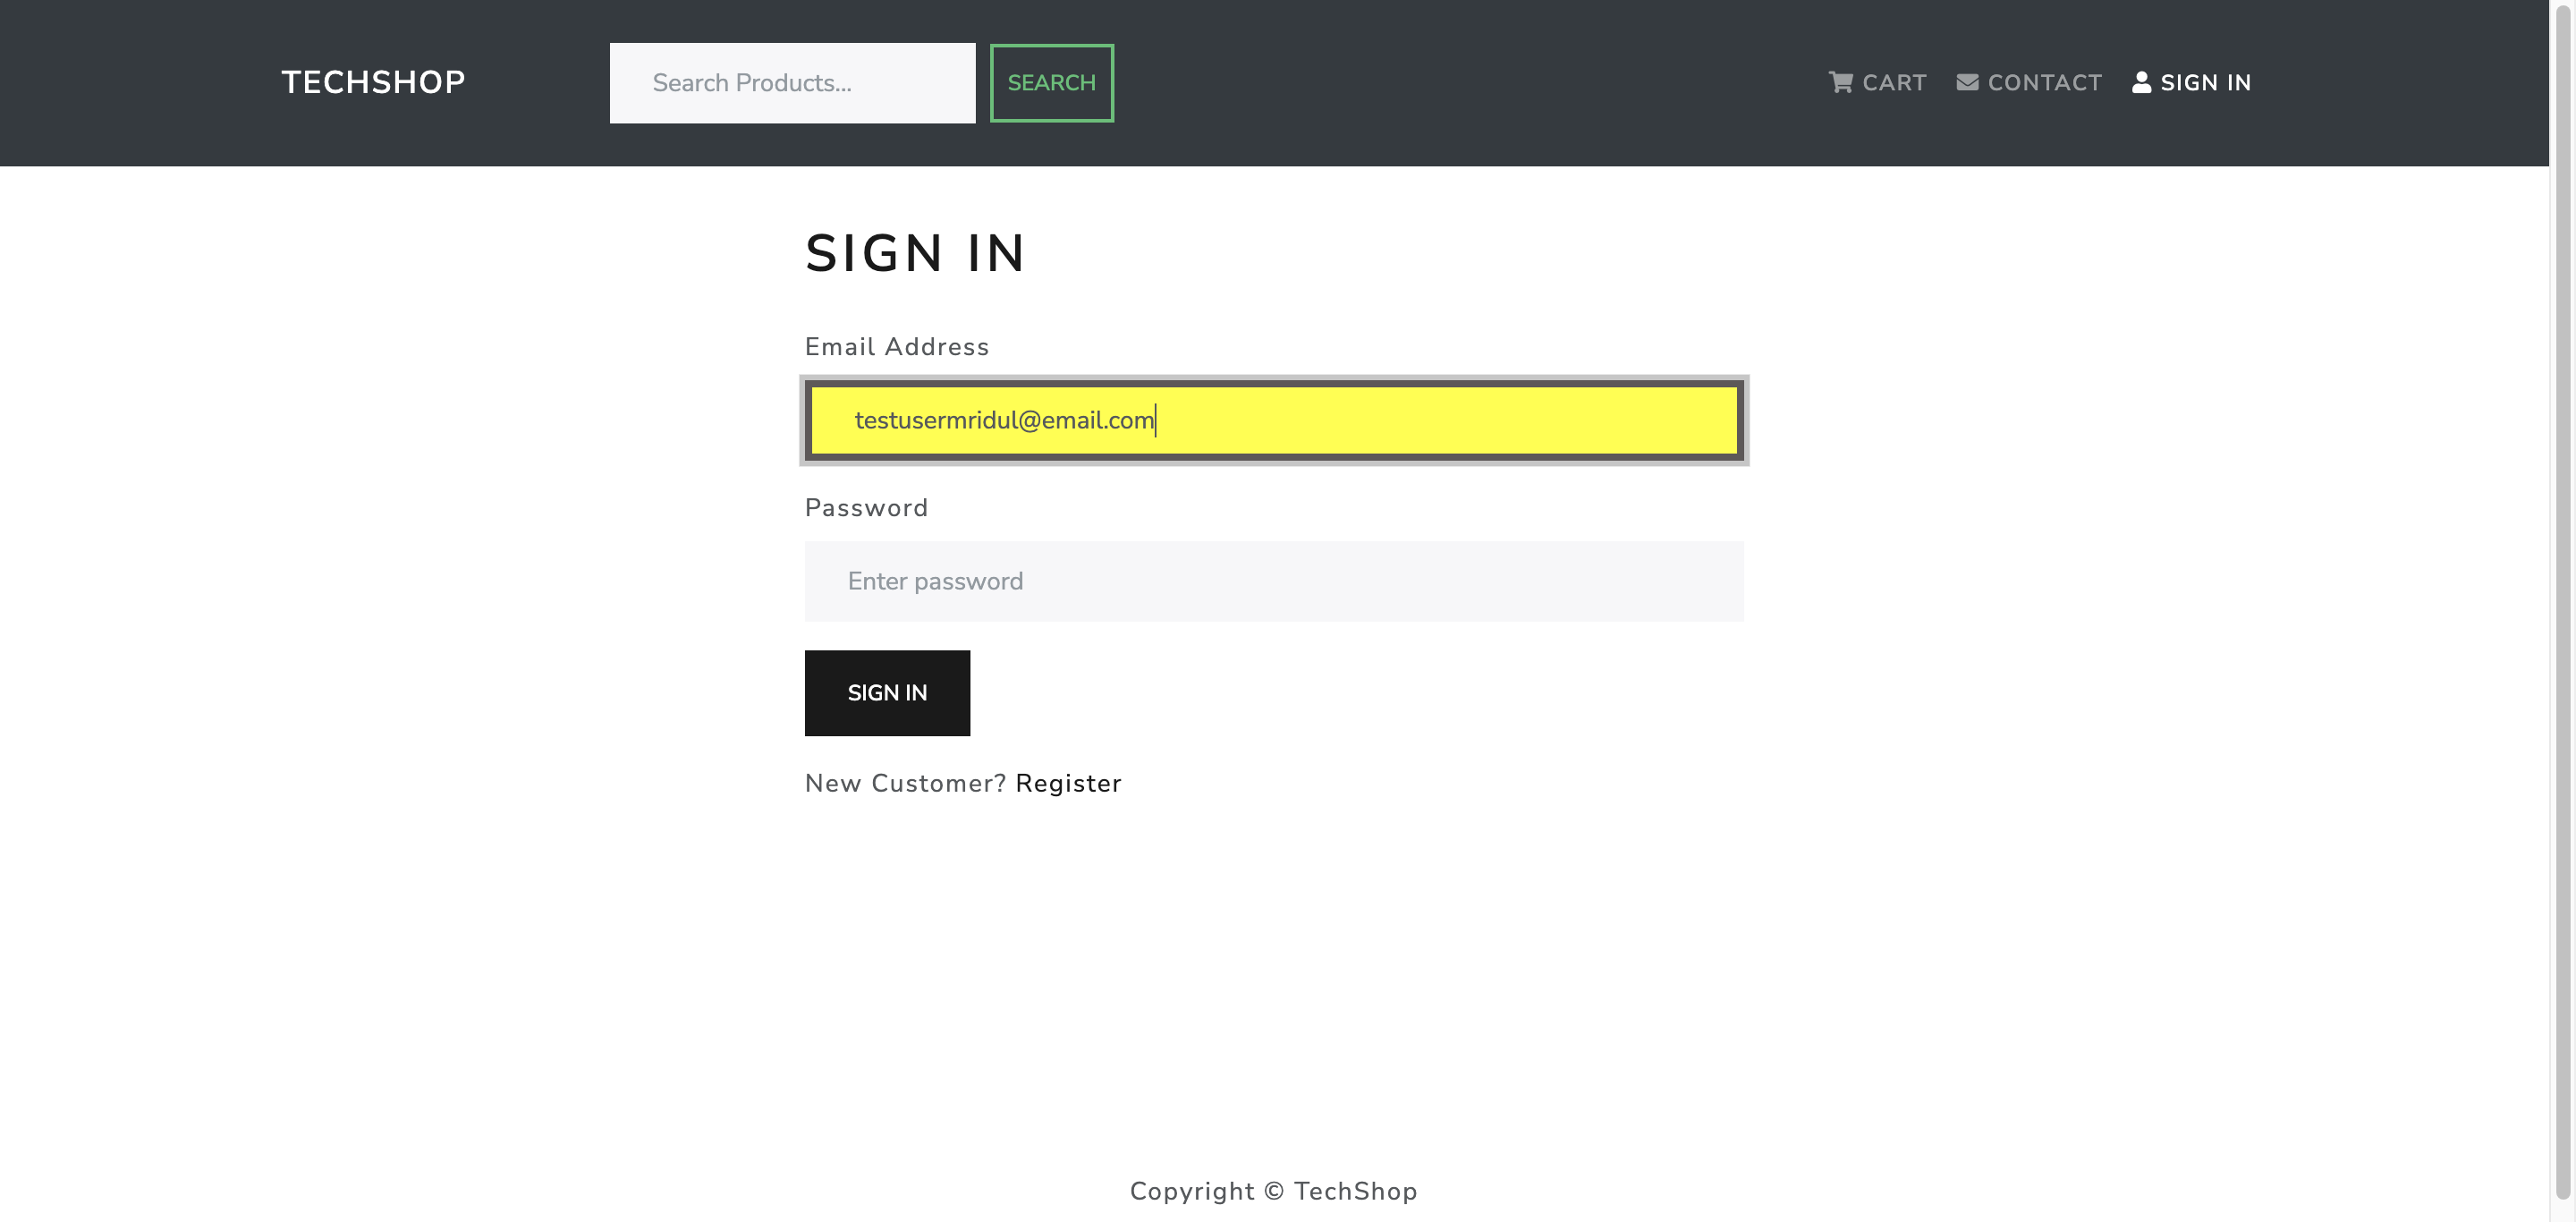 TECHSHOP
Search Products...
SEARCH
CART
CONTACT
SIGN IN
SIGN IN
Email Address
testusermridul@email.com
Password
Enter password
SIGN IN
New Customer? Register
Copyright © TechShop